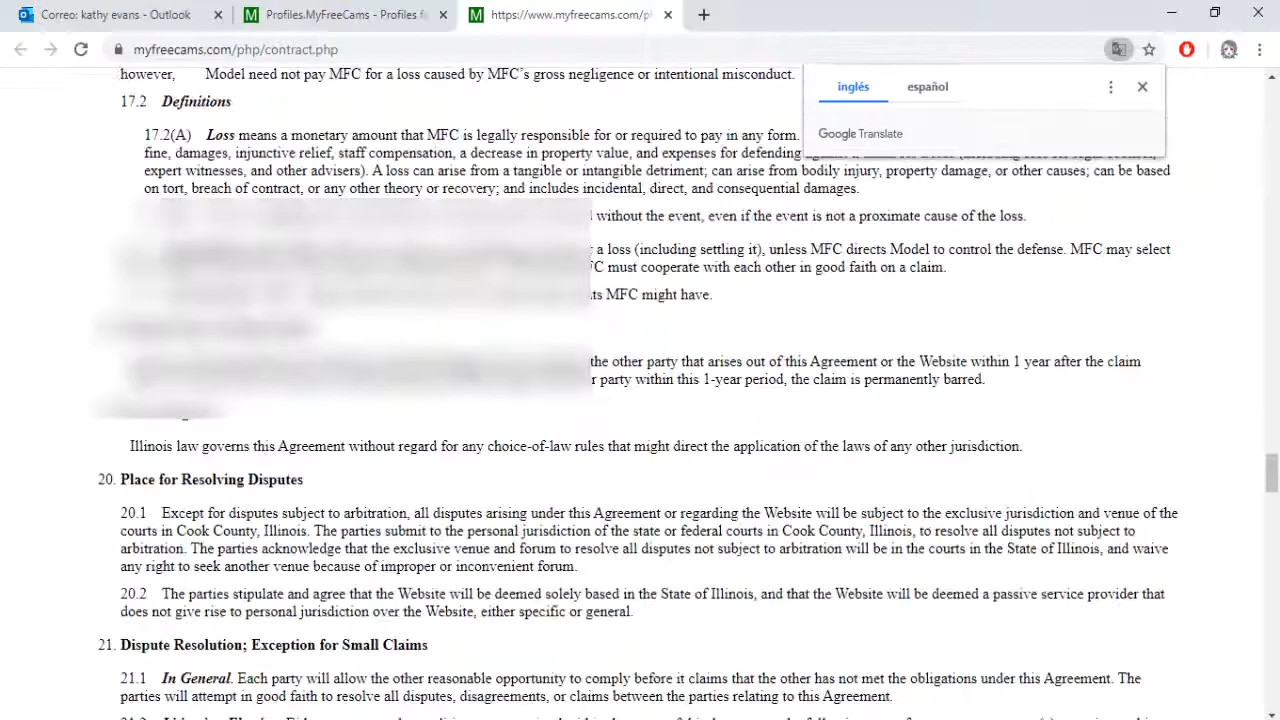 Correo: kathy evans - Outlook
Profiles.MyFreeCams - Profiles f
https://www.myfreecams.com/p
myfreecams.com/php/contract.php
inglés español
Google Translate
however, Model need not pay MFC for a loss caused by MFC's gross negligence or intentional misconduct.
17.2 Definitions
17.2(A) Loss means a monetary amount that MFC is legally responsible for or required to pay in any form.
fine, damages, injunctive relief, staff compensation, a decrease in property value, and expenses for defending
expert witnesses, and other advisers). A loss can arise from a tangible or intangible detriment; can arise from bodily injury, property damage, or other causes; can be based
on tort, breach of contract, or any other theory or recovery; and includes incidental, direct, and consequential damages.
without the event, even if the event is not a proximate cause of the loss.
a loss (including settling it), unless MFC directs Model to control the defense. MFC may select
must cooperate with each other in good faith on a claim.
MFC might have.
the other party that arises out of this Agreement or the Website within 1 year after the claim
party within this 1-year period, the claim is permanently barred.
Illinois law governs this Agreement without regard for any choice-of-law rules that might direct the application of the laws of any other jurisdiction.
20. Place for Resolving Disputes
20.1 Except for disputes subject to arbitration, all disputes arising under this Agreement or regarding the Website will be subject to the exclusive jurisdiction and venue of the
courts in Cook County, Illinois. The parties submit to the personal jurisdiction of the state or federal courts in Cook County, Illinois, to resolve all disputes not subject to
arbitration. The parties acknowledge that the exclusive venue and forum to resolve all disputes not subject to arbitration will be in the courts in the State of Illinois, and waive
any right to seek another venue because of improper or inconvenient forum.
20.2 The parties stipulate and agree that the Website will be deemed solely based in the State of Illinois, and that the Website will be deemed a passive service provider that
does not give rise to personal jurisdiction over the Website, either specific or general.
21. Dispute Resolution; Exception for Small Claims
21.1 In General. Each party will allow the other reasonable opportunity to comply before it claims that the other has not met the obligations under this Agreement. The
parties will attempt in good faith to resolve all disputes, disagreements, or claims between the parties relating to this Agreement.